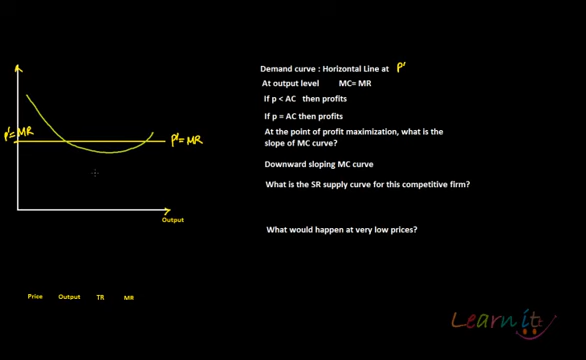 Demand curve : Horizontal Line at P'
At output level MC= MR
If p < AC then profits
If p = AC then profits
At the point of profit maximization, what is the
slope of MC curve?
Downward sloping MC curve
What is the SR supply curve for this competitive firm?
What would happen at very low prices?
P'= MR
P'= MR
Output
Price Output TR MR
Learnit